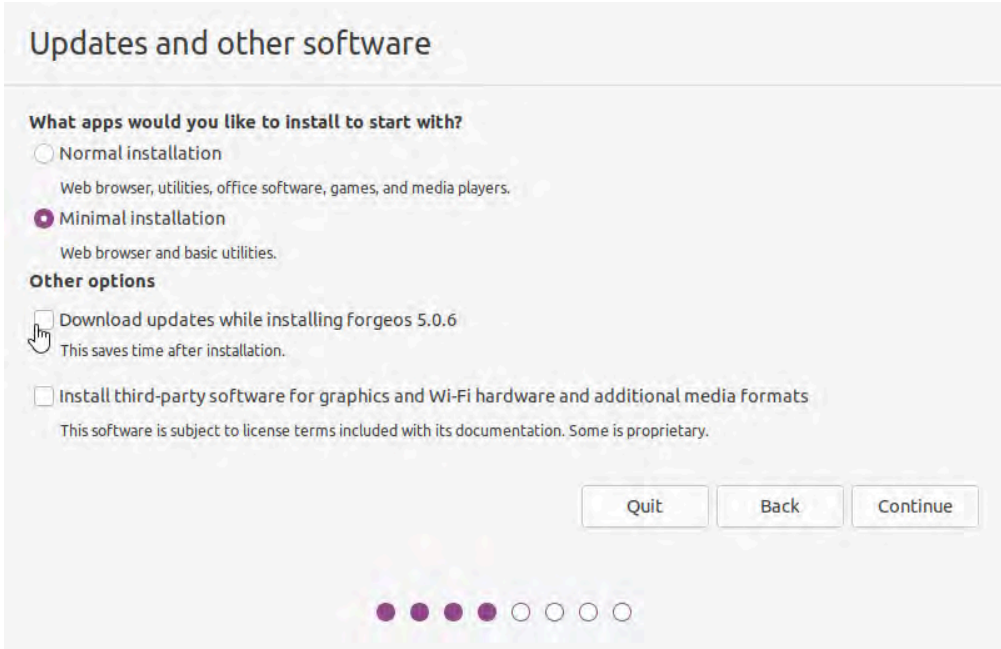 Updates and other software
What apps would you like to install to start with?
Normal installation
Web browser, utilities, office software, games, and media players.
Minimal installation
Web browser and basic utilities.
Other options
Download updates while installing forgeos 5.0.6
This saves time after installation.
Install third-party software for graphics and Wi-Fi hardware and additional media formats
This software is subject to license terms included with its documentation. Some is proprietary.
Quit Back Continue